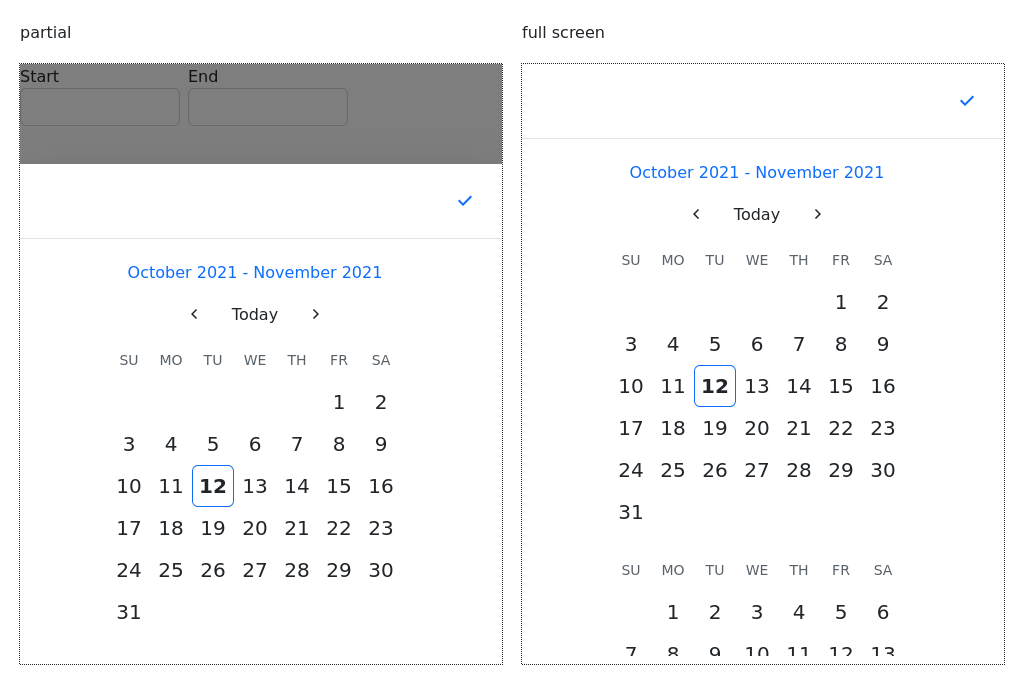 partial
Start End
October 2021 - November 2021
Today
SU MO TU WE TH FR SA
1 2
3 4 5 6 7 8 9
10 11 12 13 14 15 16
17 18 19 20 21 22 23
24 25 26 27 28 29 30
31
full screen
October 2021 - November 2021
Today
SU MO TU WE TH FR SA
1 2
3 4 5 6 7 8 9
10 11 12 13 14 15 16
17 18 19 20 21 22 23
24 25 26 27 28 29 30
31
SU MO TU WE TH FR SA
1 2 3 4 5 6
7 8 9 10 11 12 13